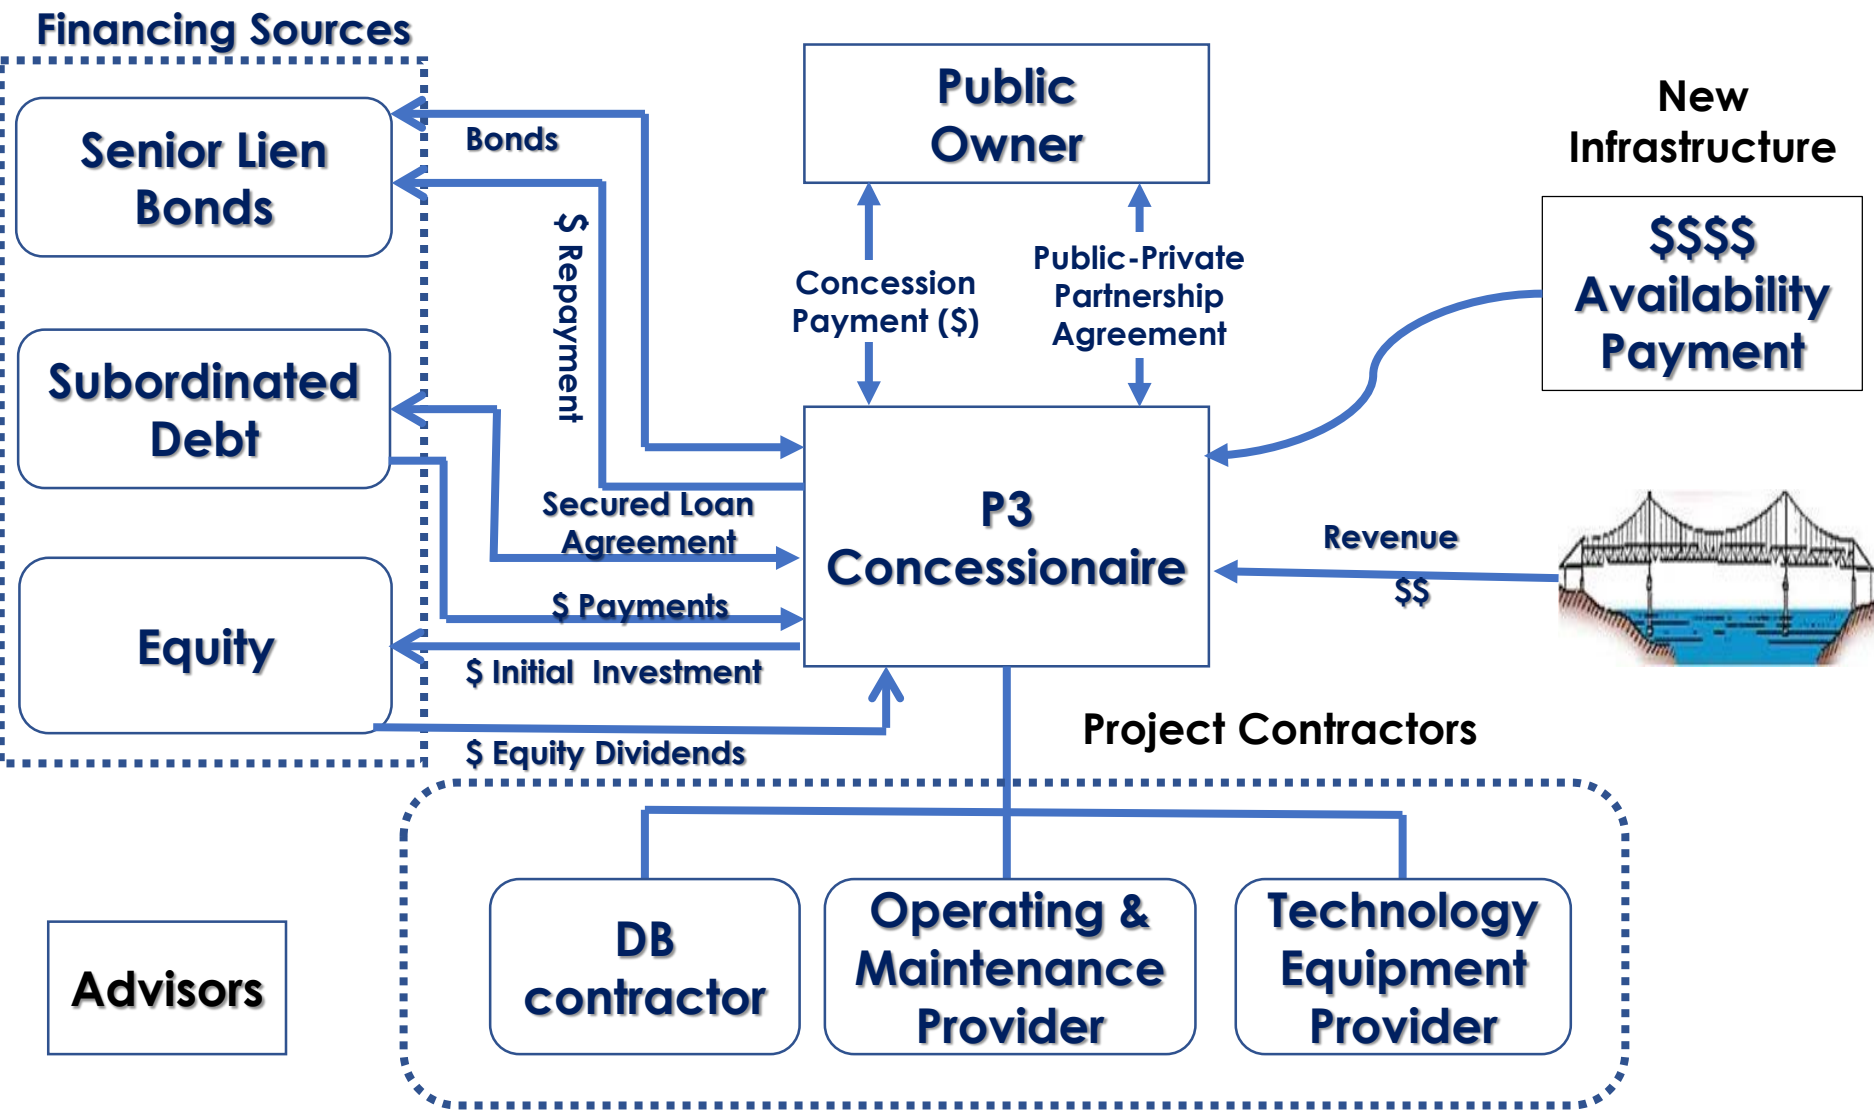 Financing Sources
Senior Lien
Bonds
Subordinated
Debt
Equity
Bonds
$ Repayment
Secured Loan
Agreement
$ Payments
$ Initial Investment
$ Equity Dividends
Public
Owner
Concession
Payment ($)
Public-Private
Partnership
Agreement
P3
Concessionaire
New
Infrastructure
$$$$
Availability
Payment
Revenue
$$
Project Contractors
DB
contractor
Operating &
Maintenance
Provider
Technology
Equipment
Provider
Advisors